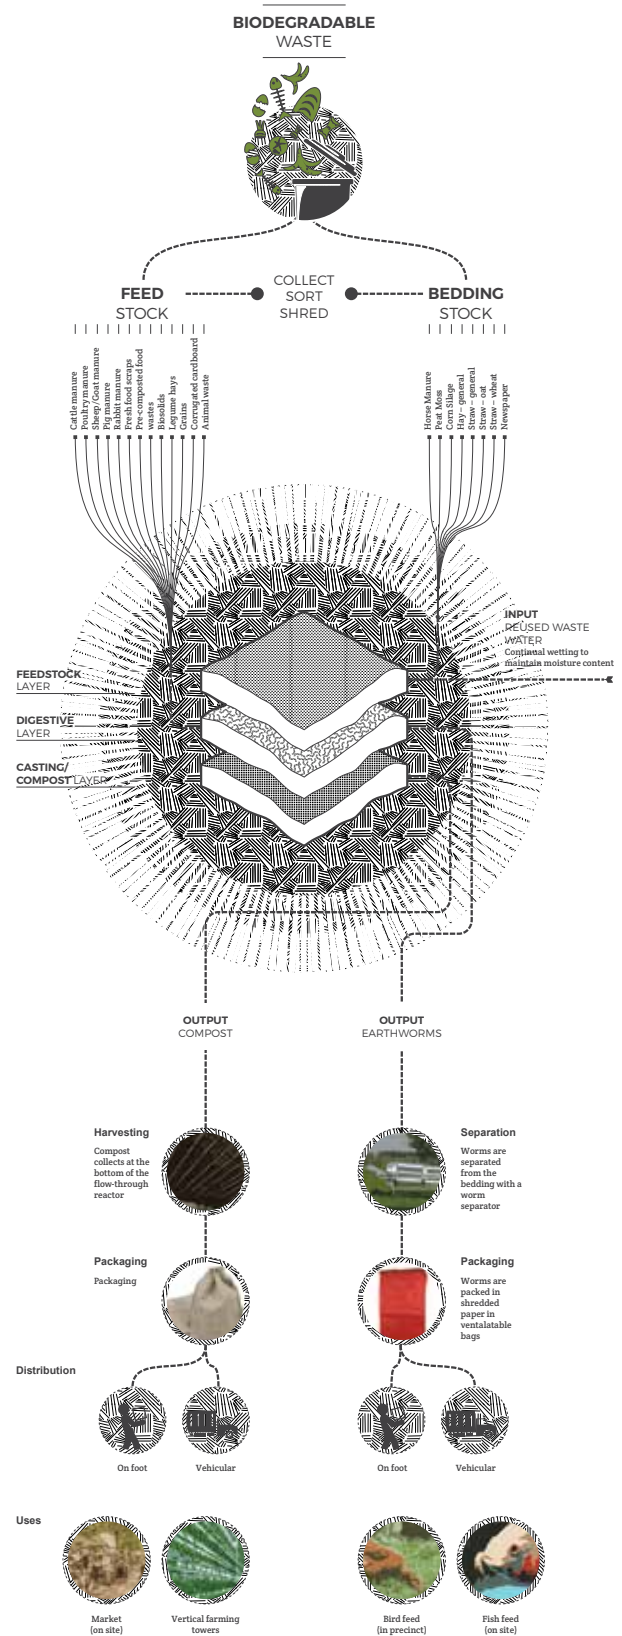 BIODEGRADABLE
WASTE
FEED
STOCK
COLLECT
SORT
SHRED
BEDDING
STOCK
Cattle manure
Poultry manure
Sheep/Goat manure
Pig manure
Rabbit manure
Fresh food scraps
Pre-composted food
wastes
Biosolids
Legume hays
Grains
Corrugated cardboard
Animal waste
Horse Manure
Peat Moss
Corn Silage
Hay – general
Straw – general
Straw – oat
Straw – wheat
Newspaper
INPUT
REUSED WASTE
WATER
Continual wetting to
maintain moisture content
FEEDSTOCK
LAYER
DIGESTIVE
LAYER
CASTING/
COMPOST LAYER
OUTPUT
COMPOST
OUTPUT
EARTHWORMS
Harvesting
Compost
collects at the
bottom of the
flow-through
reactor
Separation
Worms are
separated
from the
bedding with a
worm
separator
Packaging
Packaging
Packaging
Worms are
packed in
shredded
paper in
ventalatable
bags
Distribution
On foot
Vehicular
On foot
Vehicular
Uses
Market
(on site)
Vertical farming
towers
Bird feed
(in precinct)
Fish feed
(on site)